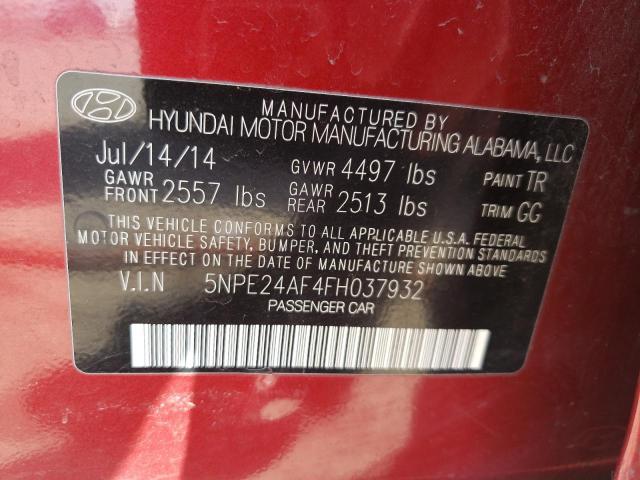 MANUFACTURED BY
HYUNDAI MOTOR MANUFACTURING ALABAMA, LLC
Jul/14/14 GVWR 4497 lbs PAINT TR
GAWR FRONT 2557 lbs GAWR REAR 2513 lbs TRIM GG
THIS VEHICLE CONFORMS TO ALL APPLICABLE U.S.A. FEDERAL
MOTOR VEHICLE SAFETY, BUMPER, AND THEFT PREVENTION STANDARDS
IN EFFECT ON THE DATE OF MANUFACTURE SHOWN ABOVE.
V.I.N 5NPE24AF4FH037932
PASSENGER CAR